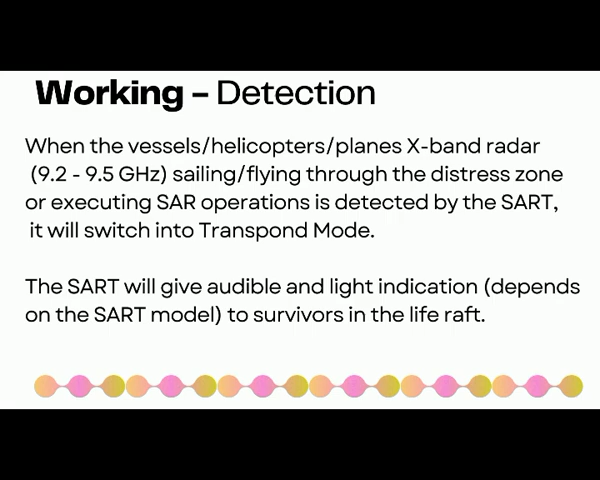 Working – Detection
When the vessels/helicopters/planes X-band radar
(9.2 - 9.5 GHz) sailing/flying through the distress zone
or executing SAR operations is detected by the SART,
it will switch into Transpond Mode.
The SART will give audible and light indication (depends
on the SART model) to survivors in the life raft.